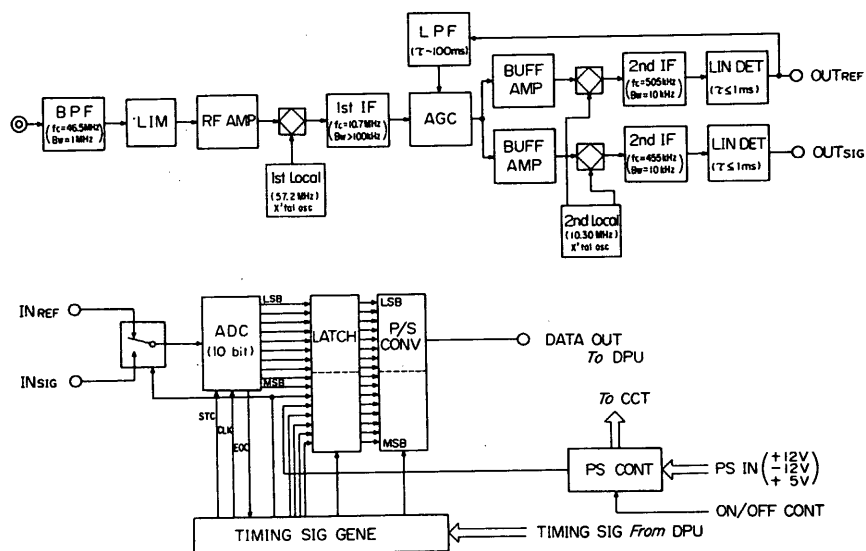 LPF
(τ~100ms)
BPF
(fc=46.5MHz
Bw=1MHz)
LIM
RF AMP
1st IF
(fc=10.7MHz
Bw>100kHz)
AGC
BUFF
AMP
2nd IF
(fc=505kHz
Bw=10kHz)
LIN DET
(τ≤1ms)
OUTREF
1st Local
(57.2MHz)
X'tal osc
BUFF
AMP
2nd IF
(fc=455kHz
Bw=10kHz)
LIN DET
(τ≤1ms)
OUTSIG
2nd Local
(10.30MHz)
X'tal osc
INREF
INSIG
ADC
(10 bit)
LSB
MSB
STC
CLK
EOC
LATCH
LSB
P/S
CONV
MSB
DATA OUT
To DPU
To CCT
PS CONT
PS IN (+12V
-12V
+ 5V)
ON/OFF CONT
TIMING SIG GENE
TIMING SIG From DPU